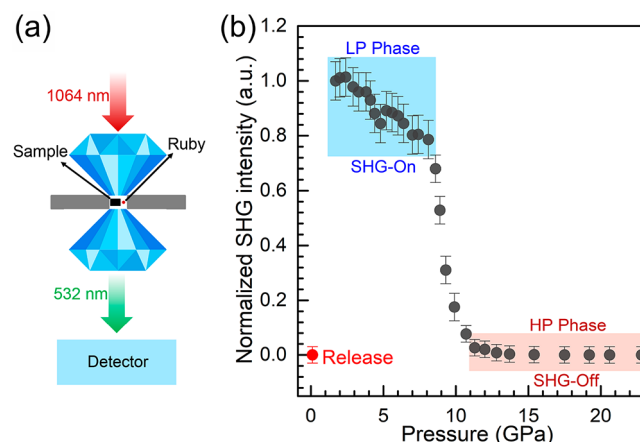 (a)
1064 nm
Sample
Ruby
532 nm
Detector
(b)
Normalized SHG intensity (a.u.)
1.2
1.0
0.8
0.6
0.4
0.2
0.0
LP Phase
SHG-On
HP Phase
SHG-Off
Release
0
5
10
15
20
Pressure (GPa)